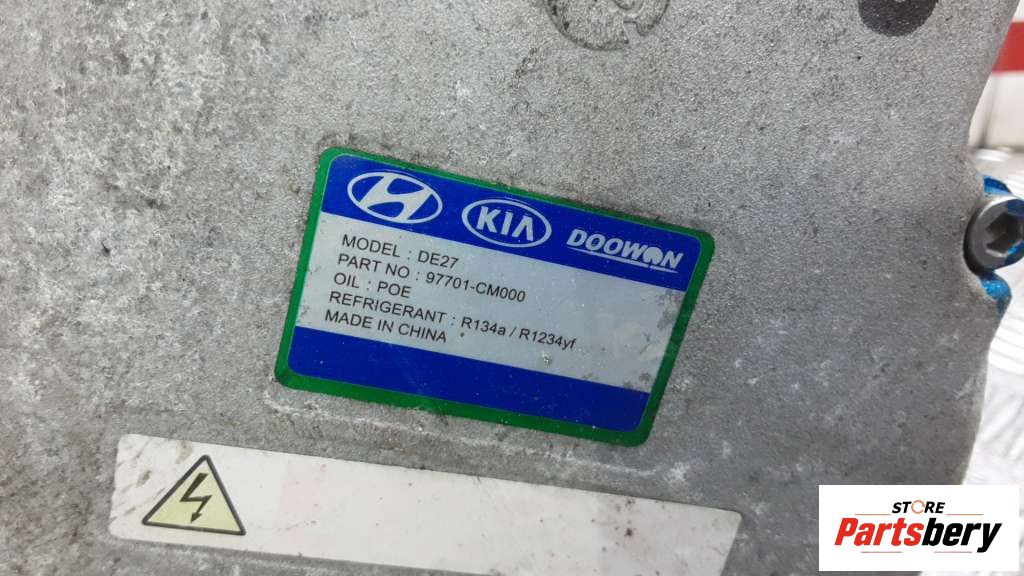 KIA DOOWON
MODEL : DE27
PART NO : 97701-CM000
OIL : POE
REFRIGERANT : R134a / R1234yf
MADE IN CHINA
STORE
Partsbery